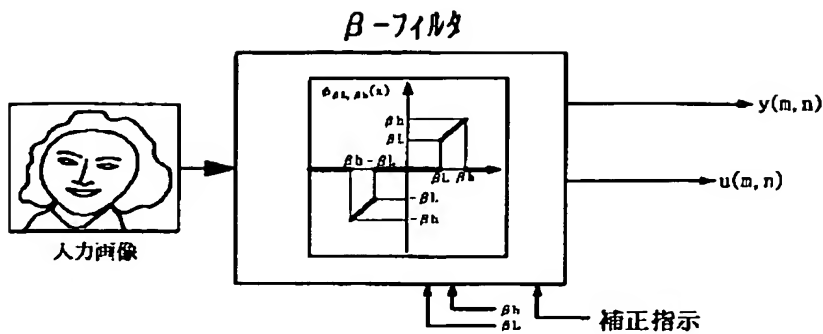 β-フィルタ
φβL,βh(x)
βh
βL
βh -βL
βL βh
-βL
-βh
y(m,n)
u(m,n)
入力画像
βh
βL
補正指示